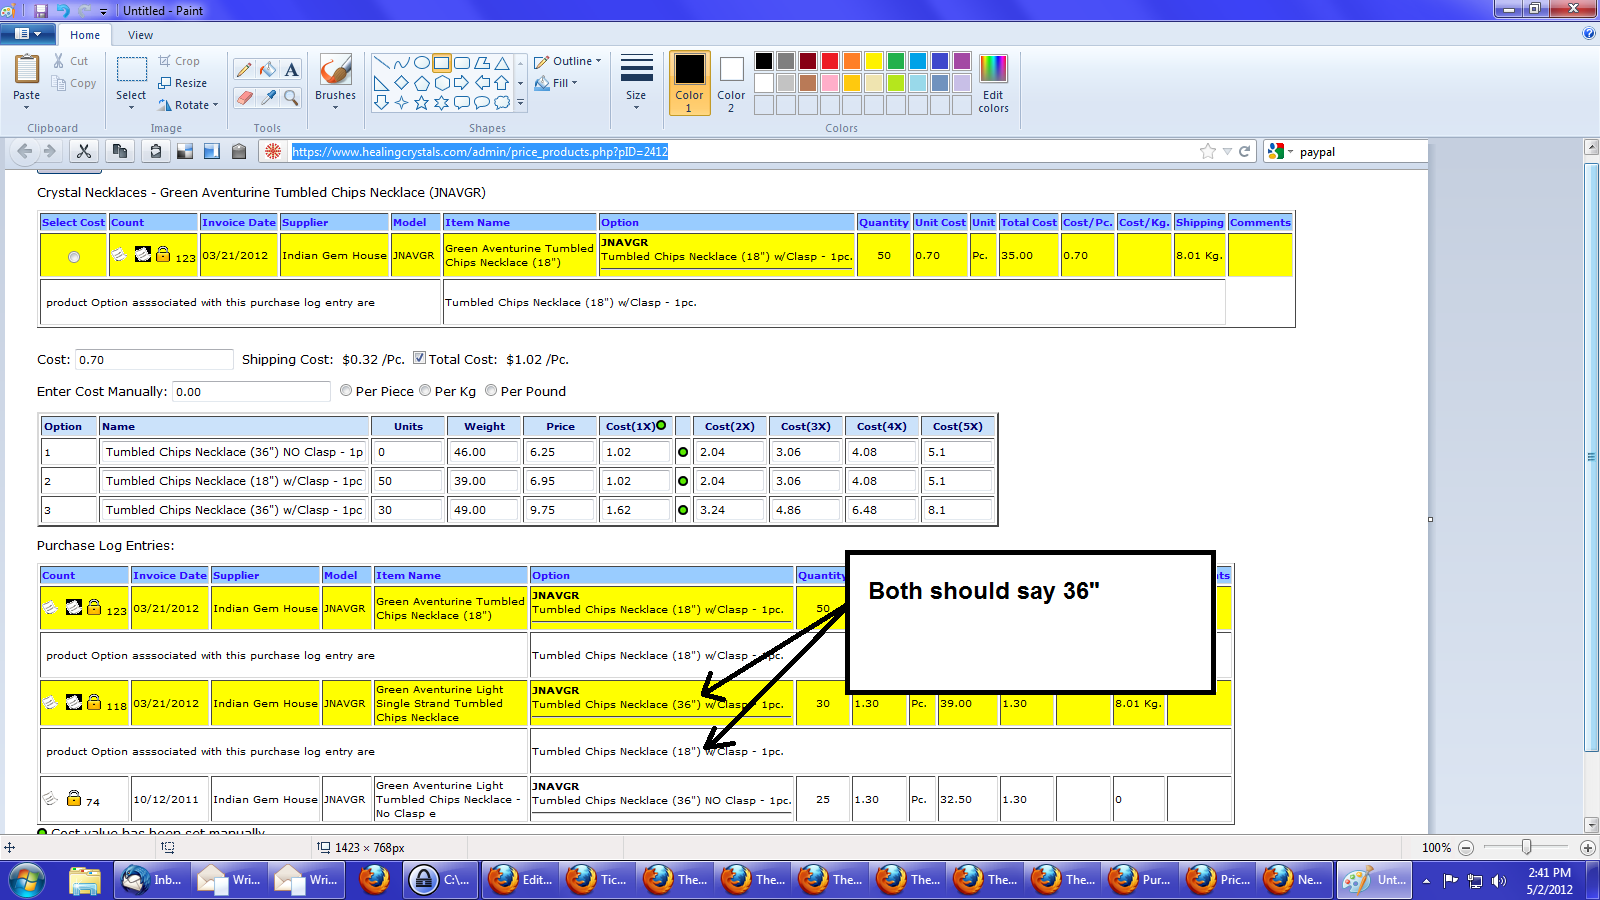 Untitled - Paint
Home View
Paste Cut Copy Clipboard
Select Crop Resize Rotate Image
Tools
Brushes
Shapes
Outline
Fill
Size
Color 1
Color 2
Edit colors
Colors
https://www.healingcrystals.com/admin/price_products.php?pID=2412
paypal
Crystal Necklaces - Green Aventurine Tumbled Chips Necklace (JNAVGR)
Select Cost Count Invoice Date Supplier Model Item Name Option Quantity Unit Cost Unit Total Cost Cost/Pc. Cost/Kg. Shipping Comments
123 03/21/2012 Indian Gem House JNAVGR Green Aventurine Tumbled Chips Necklace (18") JNAVGR Tumbled Chips Necklace (18") w/Clasp - 1pc. 50 0.70 Pc. 35.00 0.70 8.01 Kg.
product Option asssociated with this purchase log entry are Tumbled Chips Necklace (18") w/Clasp - 1pc.
Cost: 0.70 Shipping Cost: $0.32 /Pc. Total Cost: $1.02 /Pc.
Enter Cost Manually: 0.00 Per Piece Per Kg Per Pound
Option Name Units Weight Price Cost(1X) Cost(2X) Cost(3X) Cost(4X) Cost(5X)
1 Tumbled Chips Necklace (36") NO Clasp - 1p 0 46.00 6.25 1.02 2.04 3.06 4.08 5.1
2 Tumbled Chips Necklace (18") w/Clasp - 1pc 50 39.00 6.95 1.02 2.04 3.06 4.08 5.1
3 Tumbled Chips Necklace (36") w/Clasp - 1pc 30 49.00 9.75 1.62 3.24 4.86 6.48 8.1
Purchase Log Entries:
Count Invoice Date Supplier Model Item Name Option Quantity
Both should say 36"
123 03/21/2012 Indian Gem House JNAVGR Green Aventurine Tumbled Chips Necklace (18") JNAVGR Tumbled Chips Necklace (18") w/Clasp - 1pc. 50
product Option asssociated with this purchase log entry are Tumbled Chips Necklace (18") w/Clasp - 1pc.
118 03/21/2012 Indian Gem House JNAVGR Green Aventurine Light Single Strand Tumbled Chips Necklace JNAVGR Tumbled Chips Necklace (36") w/Clasp - 1pc. 30 1.30 Pc. 39.00 1.30 8.01 Kg.
product Option asssociated with this purchase log entry are Tumbled Chips Necklace (18") w/Clasp - 1pc.
74 10/12/2011 Indian Gem House JNAVGR Green Aventurine Light Tumbled Chips Necklace - No Clasp e JNAVGR Tumbled Chips Necklace (36") NO Clasp - 1pc. 25 1.30 Pc. 32.50 1.30 0
Cost value has been set manually
1423 × 768px 100%
Inb... Wri... Wri... C:\... Edit... Tic... The... The... The... The... The... The... Pur... Pric... Ne... Unt...
2:41 PM
5/2/2012